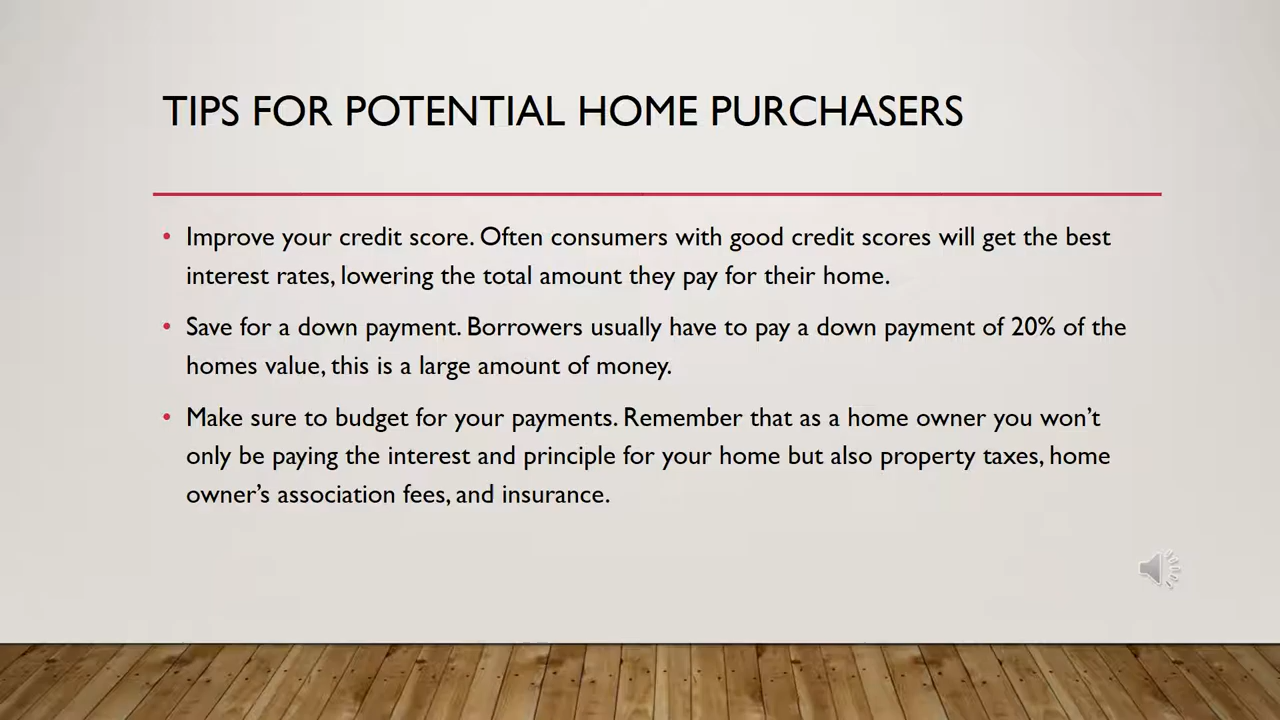 TIPS FOR POTENTIAL HOME PURCHASERS
• Improve your credit score. Often consumers with good credit scores will get the best
interest rates, lowering the total amount they pay for their home.
• Save for a down payment. Borrowers usually have to pay a down payment of 20% of the
homes value, this is a large amount of money.
• Make sure to budget for your payments. Remember that as a home owner you won’t
only be paying the interest and principle for your home but also property taxes, home
owner’s association fees, and insurance.